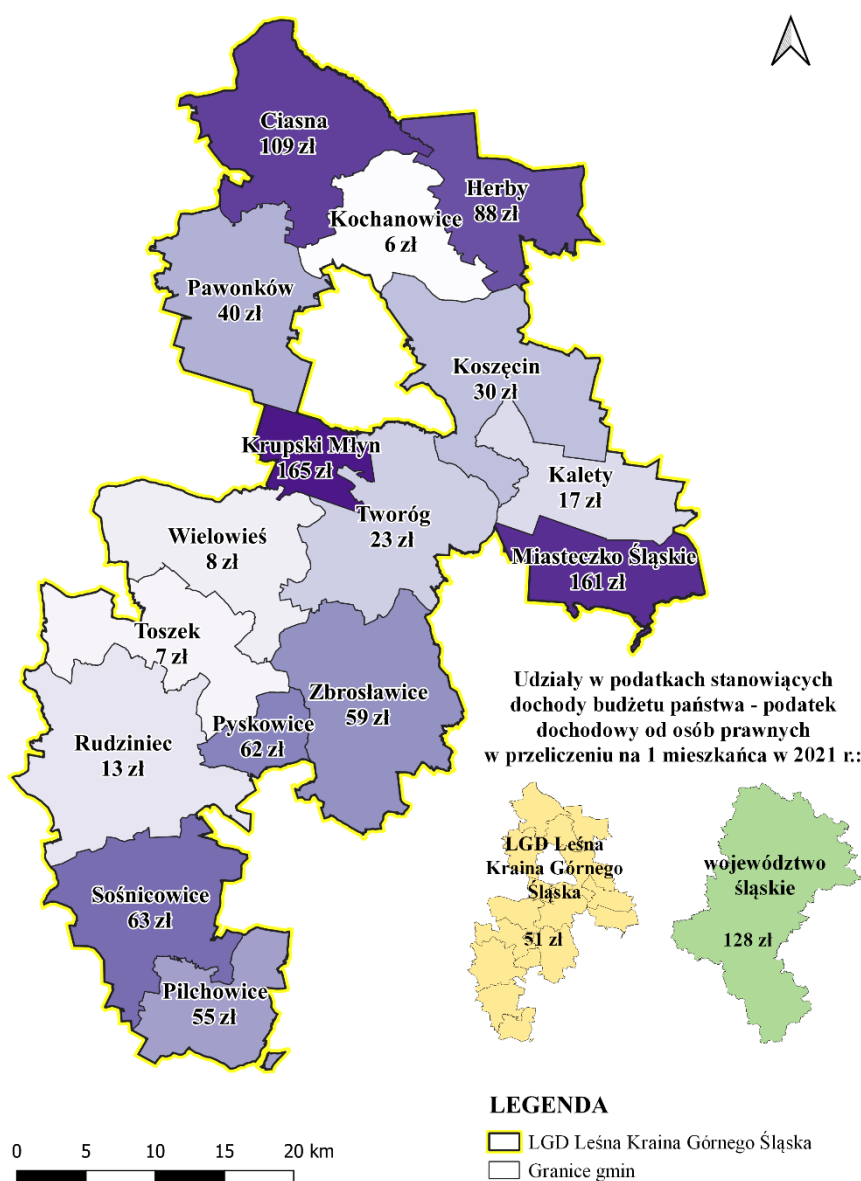 Ciasna
109 zł
Herby
88 zł
Kochanowice
6 zł
Pawonków
40 zł
Koszęcin
30 zł
Krupski Młyn
165 zł
Kalety
17 zł
Tworóg
23 zł
Wielowieś
8 zł
Miasteczko Śląskie
161 zł
Toszek
7 zł
Zbrosławice
59 zł
Pyskowice
62 zł
Rudziniec
13 zł
Sośnicowice
63 zł
Pilchowice
55 zł
Udziały w podatkach stanowiących
dochody budżetu państwa - podatek
dochodowy od osób prawnych
w przeliczeniu na 1 mieszkańca w 2021 r.:
LGD Leśna
Kraina Górnego
Śląska
51 zł
województwo
śląskie
128 zł
LEGENDA
LGD Leśna Kraina Górnego Śląska
Granice gmin
0 5 10 15 20 km